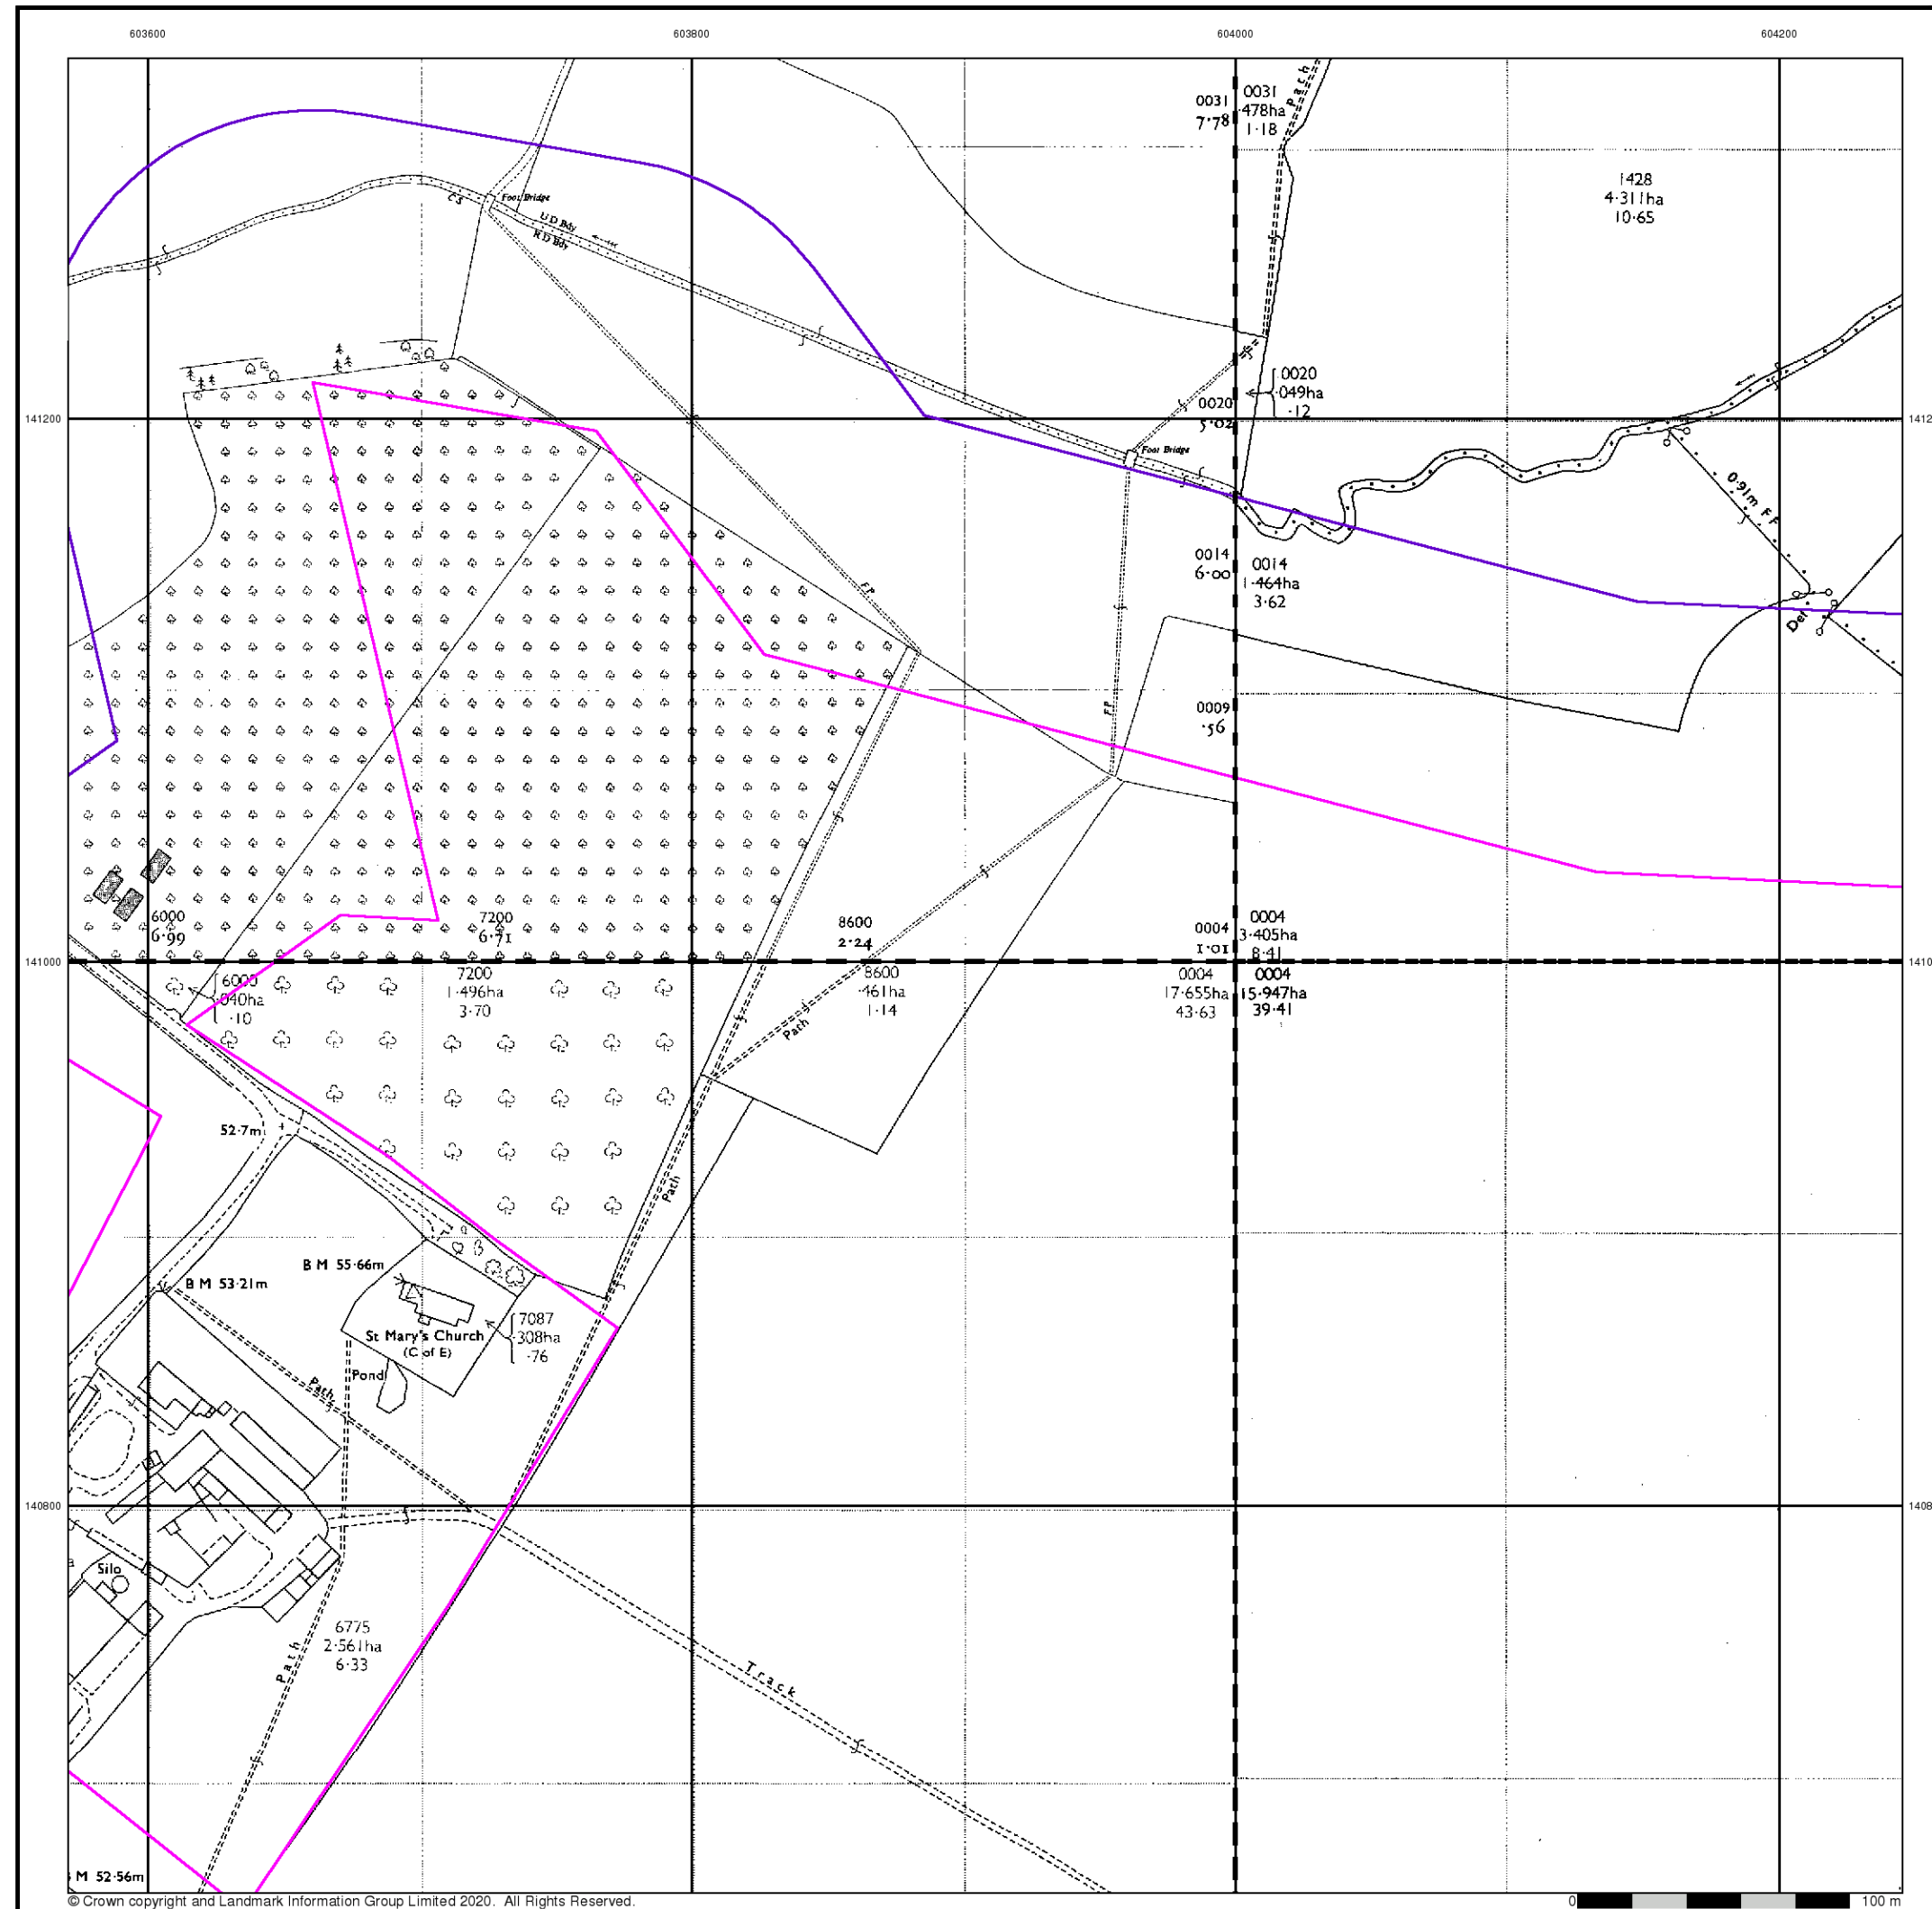 603600
603800
604000
604200
Path
0031
7·78
0031
·478ha
1·18
1428
4·311ha
10·65
C S
Foot Bridge
U D Bdy
R D Bdy
0020
·049ha
·12
0020
5·02
141200
1412
Foot Bridge
0·91m FF
0014
6·00
0014
1·464ha
3·62
FP
Def
FP
0009
·56
6000
6·99
7200
6·71
8600
2·24
0004
1·01
0004
3·405ha
8·41
141000
1410
6000
·040ha
·10
7200
1·496ha
3·70
8600
·461ha
1·14
0004
17·655ha
43·63
0004
15·947ha
39·41
Path
52·7m
Path
B M 55·66m
B M 53·21m
7087
·308ha
·76
St Mary's Church
(C of E)
Pond
Path
140800
1408
Silo
6775
2·561ha
6·33
Path
Track
M 52·56m
© Crown copyright and Landmark Information Group Limited 2020. All Rights Reserved.
0
100 m